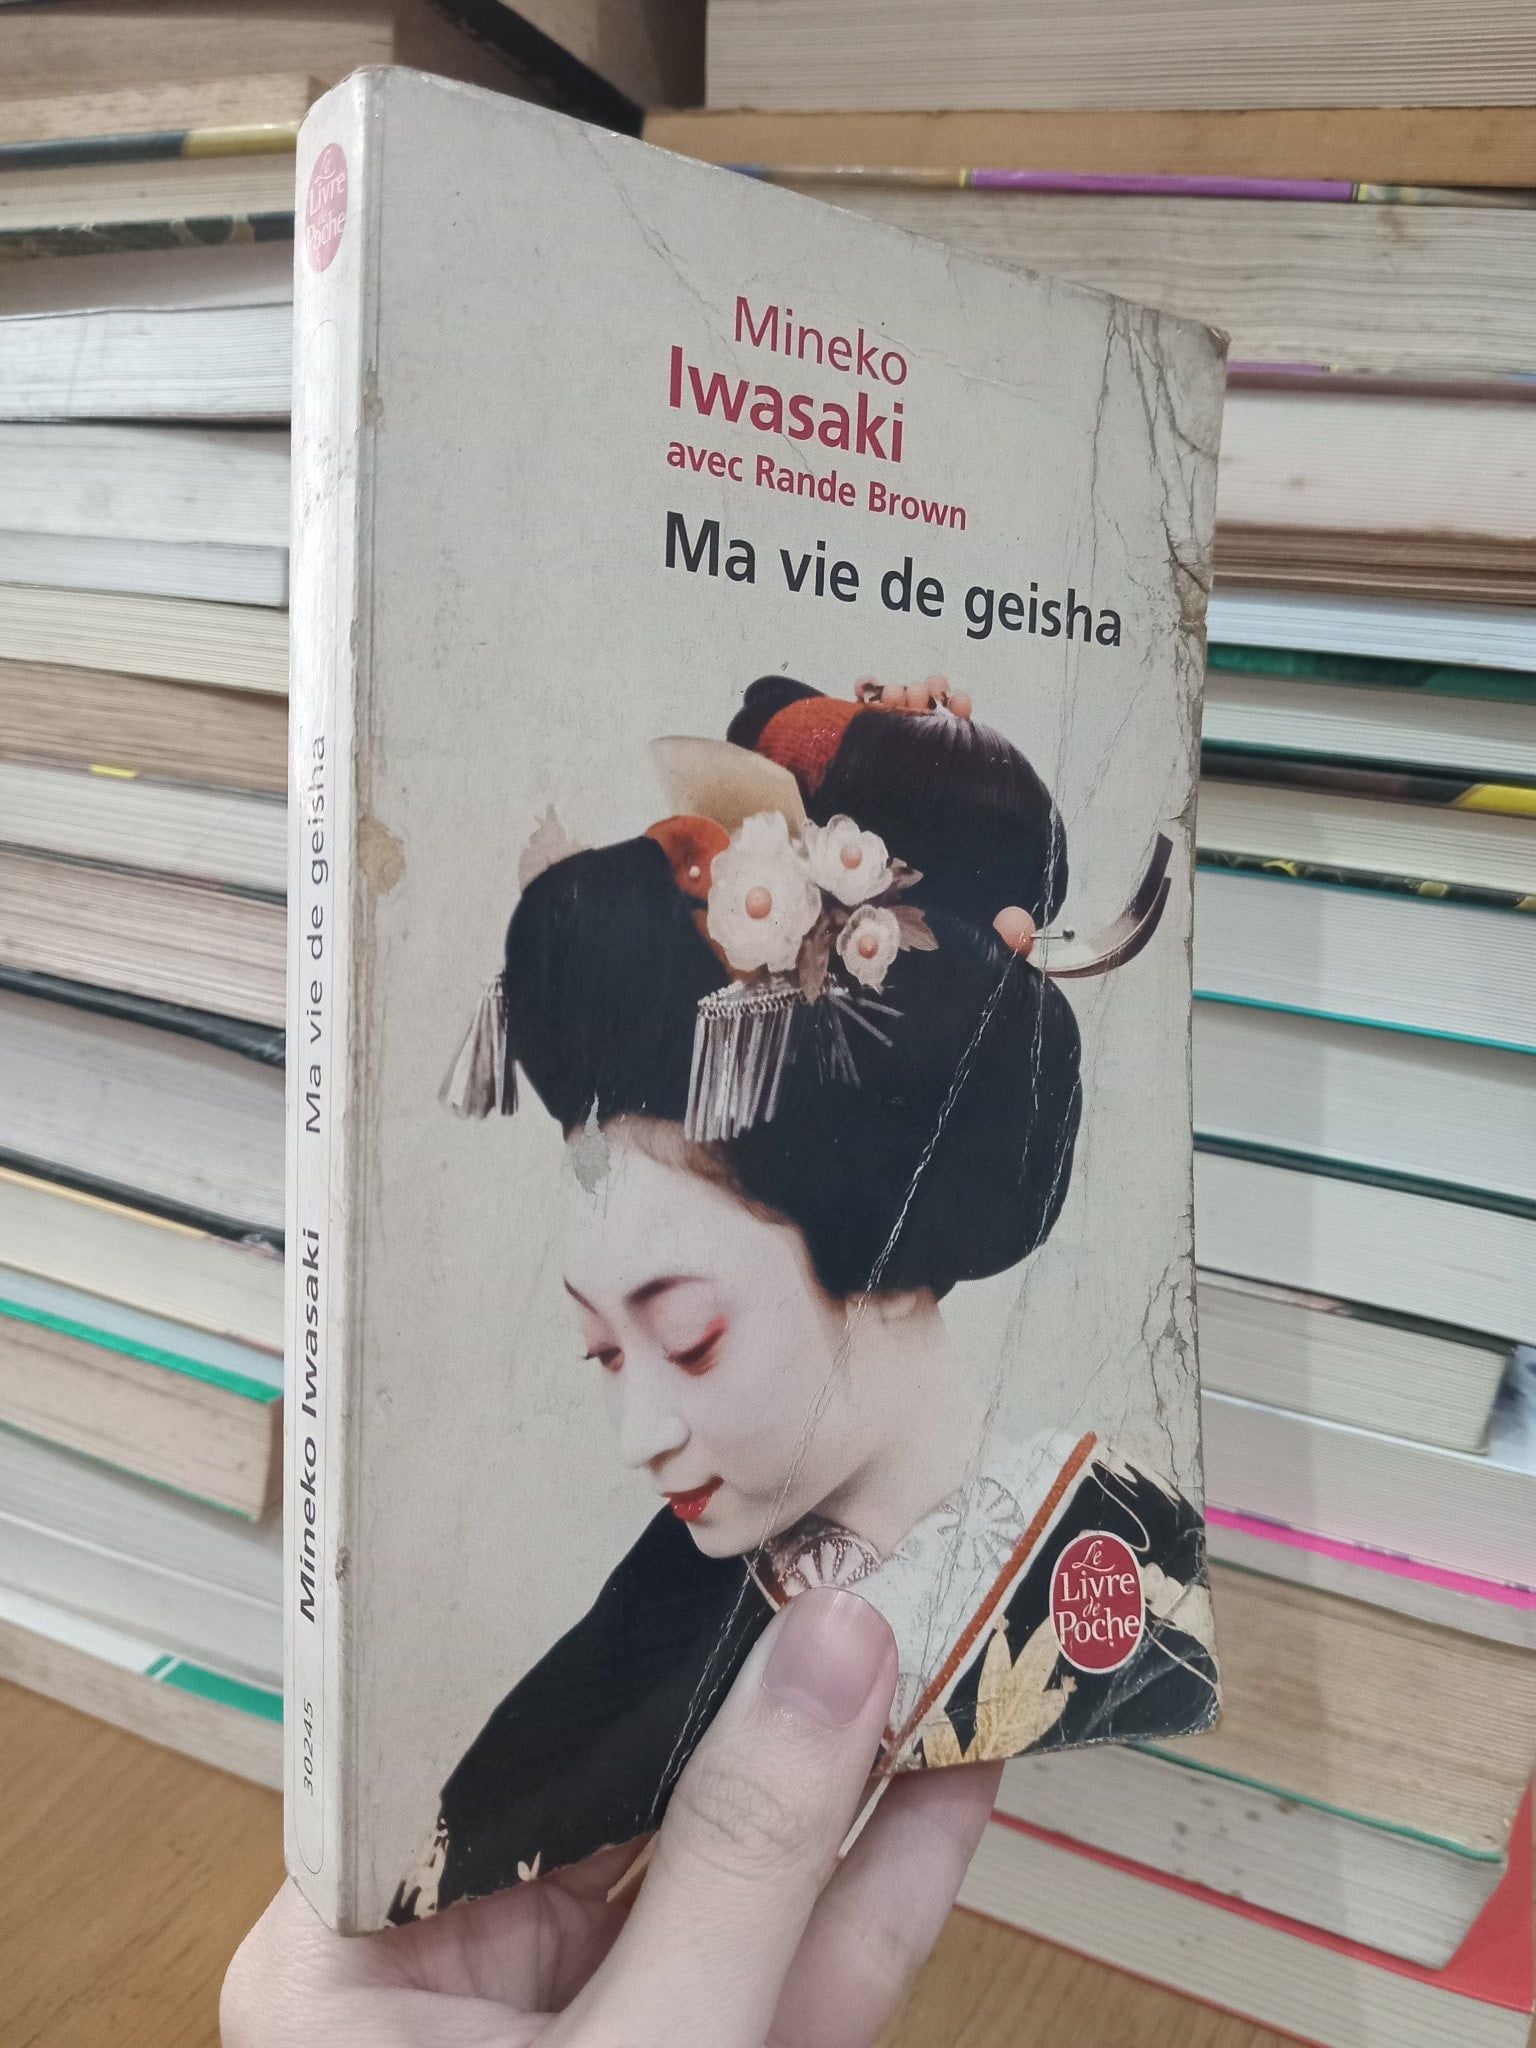 Le
Livre
de
Poche
Mineko Iwasaki Ma vie de geisha
30245
Mineko
Iwasaki
avec Rande Brown
Ma vie de geisha
Le
Livre
de
Poche